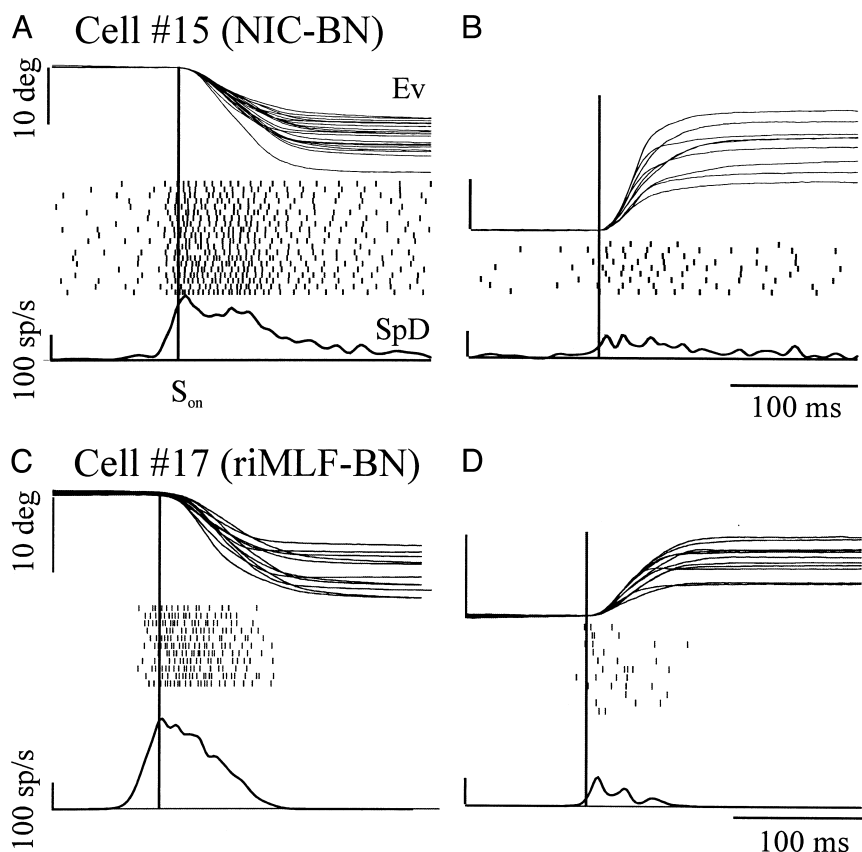 A Cell #15 (NIC-BN)
B
10 deg
Ev
100 sp/s
SpD
Son
100 ms
C Cell #17 (riMLF-BN)
D
10 deg
100 sp/s
100 ms